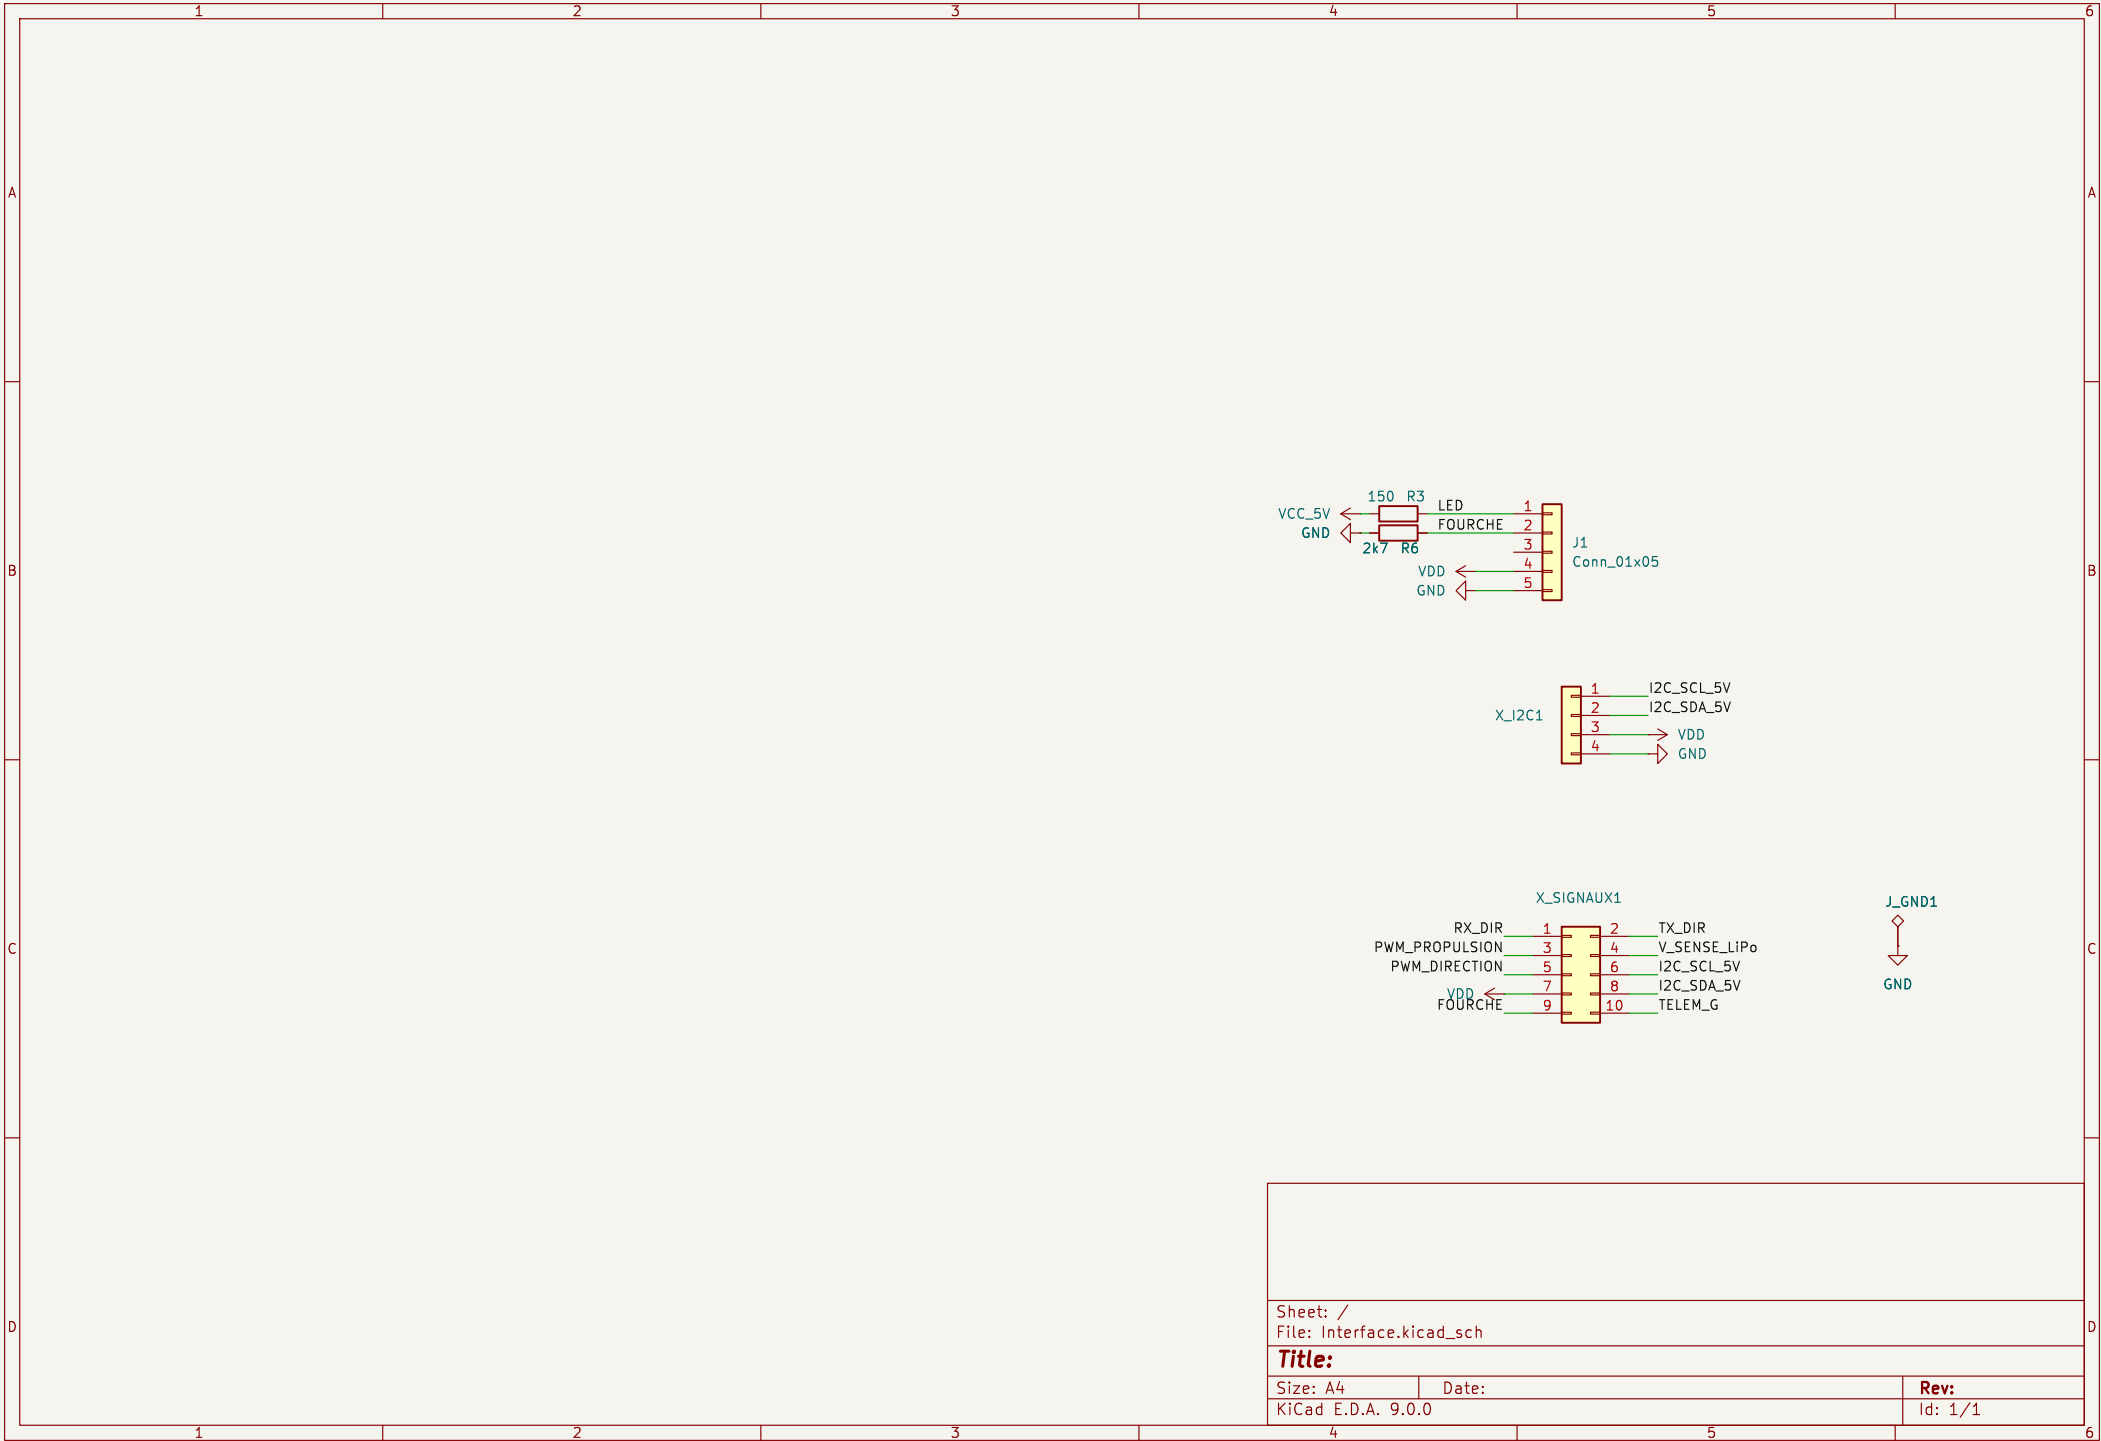 1 2 3 4 5 6
A A
150 R3
LED
VCC_5V
1
FOURCHE
GND
2
2k7 R6
3
J1
Conn_01x05
VDD
4
GND
5
B B
1
I2C_SCL_5V
X_I2C1
2
I2C_SDA_5V
3
VDD
4
GND
X_SIGNAUX1
J_GND1
RX_DIR 1 2 TX_DIR
PWM_PROPULSION 3 4 V_SENSE_LiPo
PWM_DIRECTION 5 6 I2C_SCL_5V
VDD 7 8 I2C_SDA_5V
FOURCHE 9 10 TELEM_G
GND
C C
Sheet: /
File: Interface.kicad_sch
Title:
Size: A4 Date: Rev:
KiCad E.D.A. 9.0.0 Id: 1/1
D D
1 2 3 4 5 6